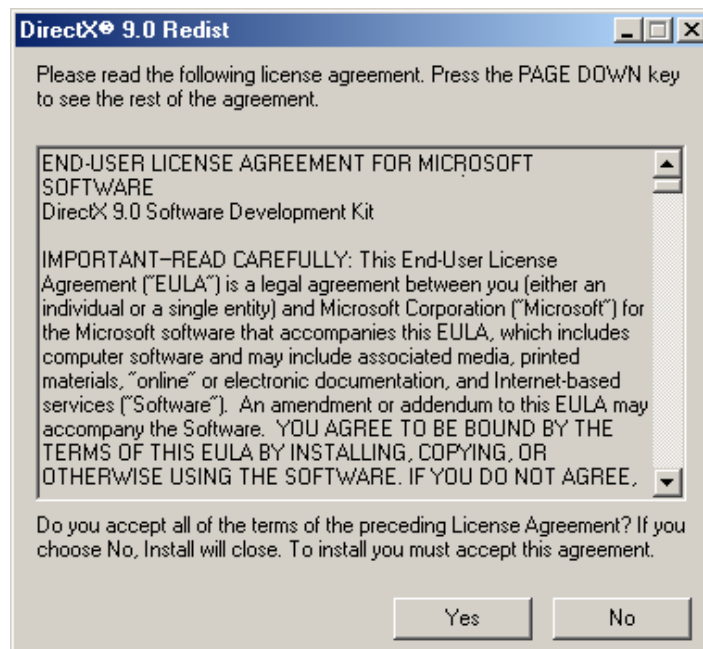 DirectX® 9.0 Redist
Please read the following license agreement. Press the PAGE DOWN key
to see the rest of the agreement.
END-USER LICENSE AGREEMENT FOR MICROSOFT
SOFTWARE
DirectX 9.0 Software Development Kit
IMPORTANT–READ CAREFULLY: This End-User License
Agreement ("EULA") is a legal agreement between you (either an
individual or a single entity) and Microsoft Corporation ("Microsoft") for
the Microsoft software that accompanies this EULA, which includes
computer software and may include associated media, printed
materials, "online" or electronic documentation, and Internet-based
services ("Software").  An amendment or addendum to this EULA may
accompany the Software.  YOU AGREE TO BE BOUND BY THE
TERMS OF THIS EULA BY INSTALLING, COPYING, OR
OTHERWISE USING THE SOFTWARE. IF YOU DO NOT AGREE,
Do you accept all of the terms of the preceding License Agreement? If you
choose No, Install will close. To install you must accept this agreement.
Yes No